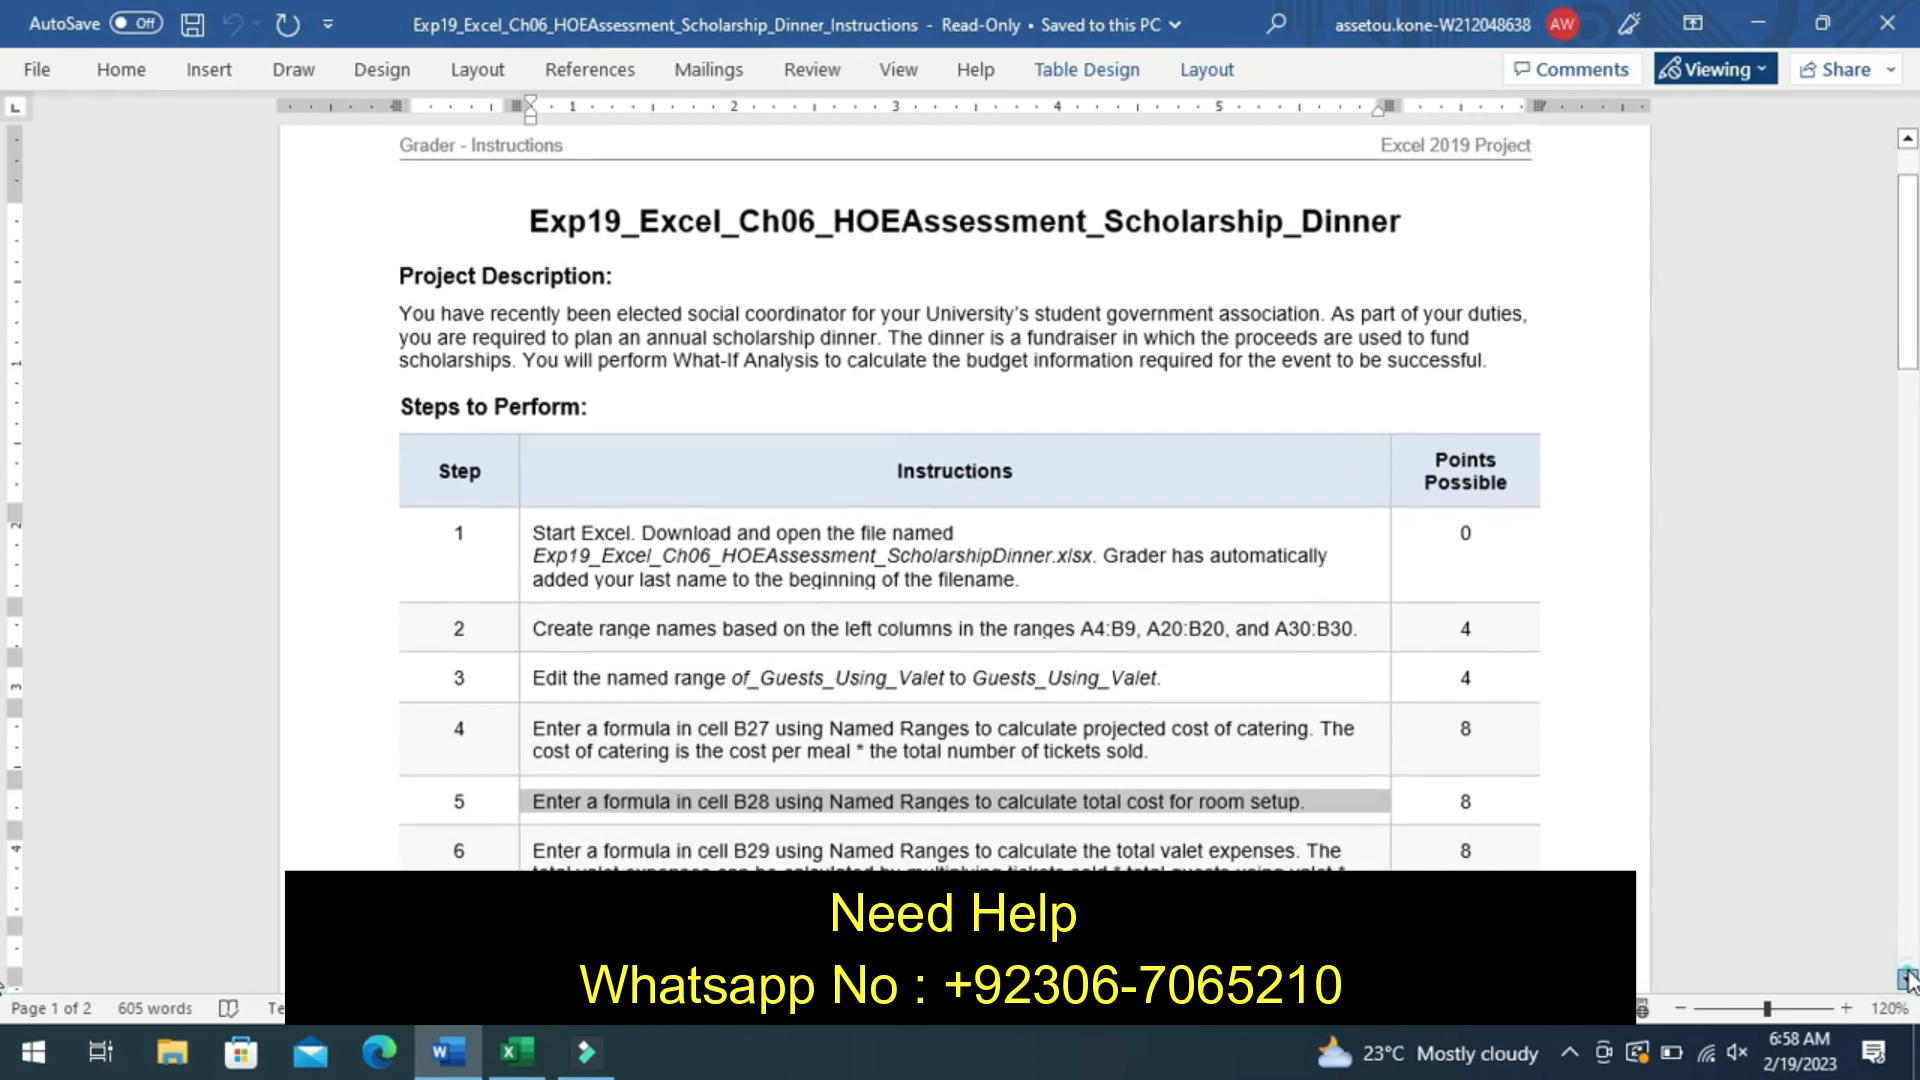 AutoSave Off Exp19_Excel_Ch06_HOEAssessment_Scholarship_Dinner_Instructions - Read-Only • Saved to this PC assetou.kone-W212048638 AW
File Home Insert Draw Design Layout References Mailings Review View Help Table Design Layout Comments Viewing Share
1 2 3 4 5
Grader - Instructions Excel 2019 Project
Exp19_Excel_Ch06_HOEAssessment_Scholarship_Dinner
Project Description:
You have recently been elected social coordinator for your University's student government association. As part of your duties,
you are required to plan an annual scholarship dinner. The dinner is a fundraiser in which the proceeds are used to fund
scholarships. You will perform What-If Analysis to calculate the budget information required for the event to be successful.
Steps to Perform:
Step Instructions Points Possible
1 Start Excel. Download and open the file named 0
Exp19_Excel_Ch06_HOEAssessment_ScholarshipDinner.xlsx. Grader has automatically
added your last name to the beginning of the filename.
2 Create range names based on the left columns in the ranges A4:B9, A20:B20, and A30:B30. 4
3 Edit the named range of_Guests_Using_Valet to Guests_Using_Valet. 4
4 Enter a formula in cell B27 using Named Ranges to calculate projected cost of catering. The 8
cost of catering is the cost per meal * the total number of tickets sold.
5 Enter a formula in cell B28 using Named Ranges to calculate total cost for room setup. 8
6 Enter a formula in cell B29 using Named Ranges to calculate the total valet expenses. The 8
Need Help
Whatsapp No : +92306-7065210
Page 1 of 2 605 words 120%
23°C Mostly cloudy 6:58 AM
2/19/2023